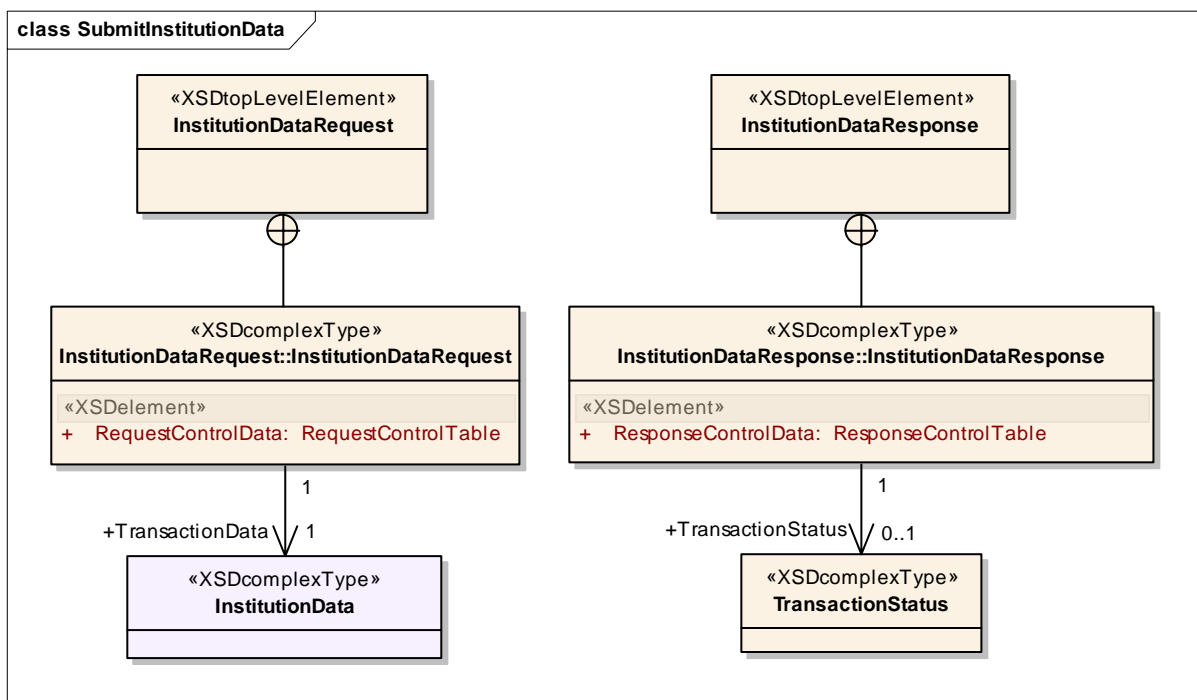 class SubmitInstitutionData
«XSDtopLevelElement»
InstitutionDataRequest
«XSDtopLevelElement»
InstitutionDataResponse
«XSDcomplexType»
InstitutionDataRequest::InstitutionDataRequest
«XSDelement»
+ RequestControlData: RequestControlTable
«XSDcomplexType»
InstitutionDataResponse::InstitutionDataResponse
«XSDelement»
+ ResponseControlData: ResponseControlTable
1
+TransactionData
1
1
+TransactionStatus
0..1
«XSDcomplexType»
InstitutionData
«XSDcomplexType»
TransactionStatus